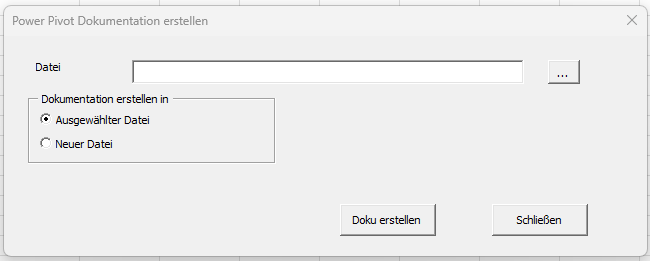 Power Pivot Dokumentation erstellen
Datei
...
Dokumentation erstellen in
Ausgewählter Datei
Neuer Datei
Doku erstellen
Schließen